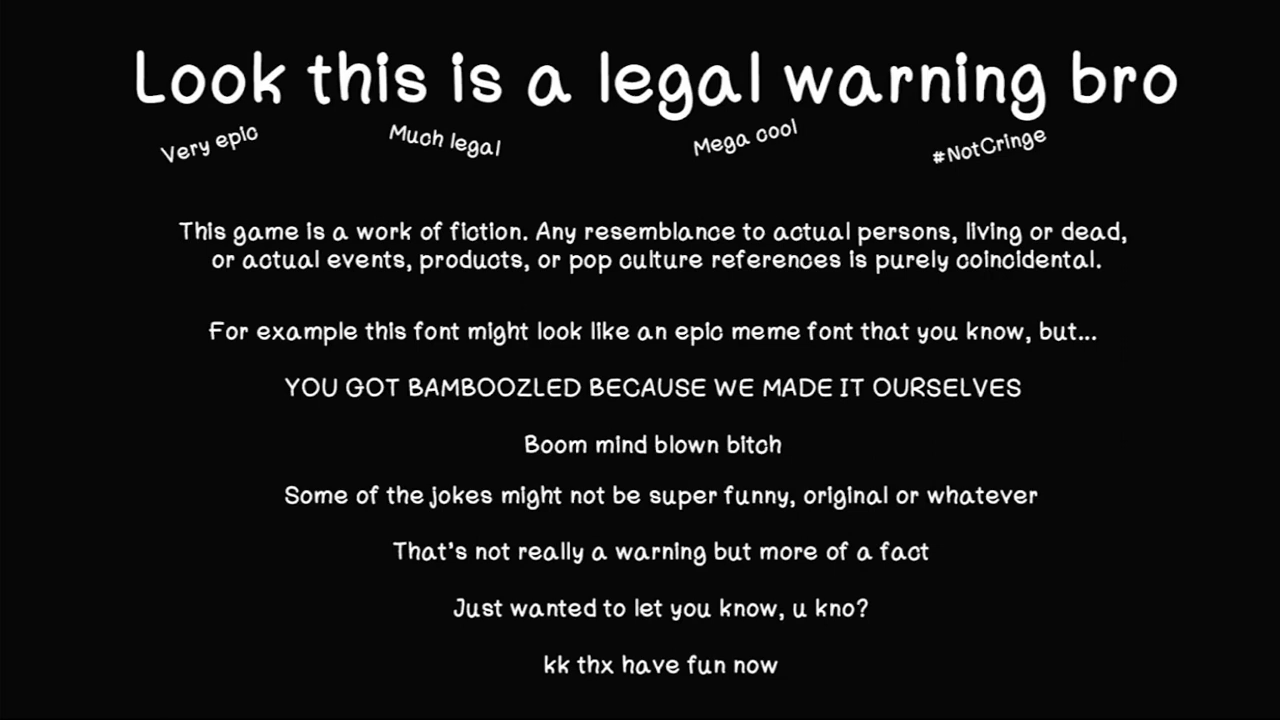 Look this is a legal warning bro
Very epic
Much legal
Mega cool
#NotCringe
This game is a work of fiction. Any resemblance to actual persons, living or dead,
or actual events, products, or pop culture references is purely coincidental.
For example this font might look like an epic meme font that you know, but...
YOU GOT BAMBOOZLED BECAUSE WE MADE IT OURSELVES
Boom mind blown bitch
Some of the jokes might not be super funny, original or whatever
That's not really a warning but more of a fact
Just wanted to let you know, u kno?
kk thx have fun now